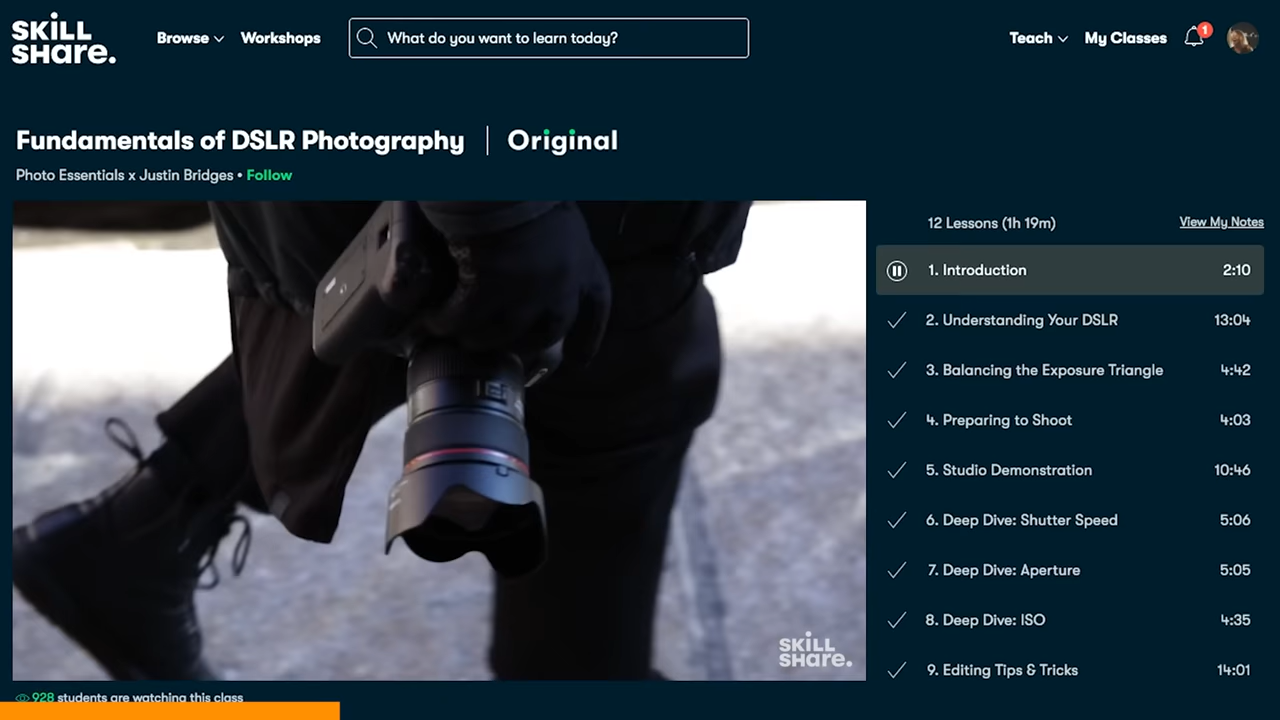 SKILL
SHare.
Browse
Workshops
What do you want to learn today?
Teach
My Classes
1
Fundamentals of DSLR Photography | Original
Photo Essentials x Justin Bridges • Follow
12 Lessons (1h 19m)
View My Notes
1. Introduction 2:10
2. Understanding Your DSLR 13:04
3. Balancing the Exposure Triangle 4:42
4. Preparing to Shoot 4:03
5. Studio Demonstration 10:46
6. Deep Dive: Shutter Speed 5:06
7. Deep Dive: Aperture 5:05
8. Deep Dive: ISO 4:35
9. Editing Tips & Tricks 14:01
SKILL
SHare.
928 students are watching this class